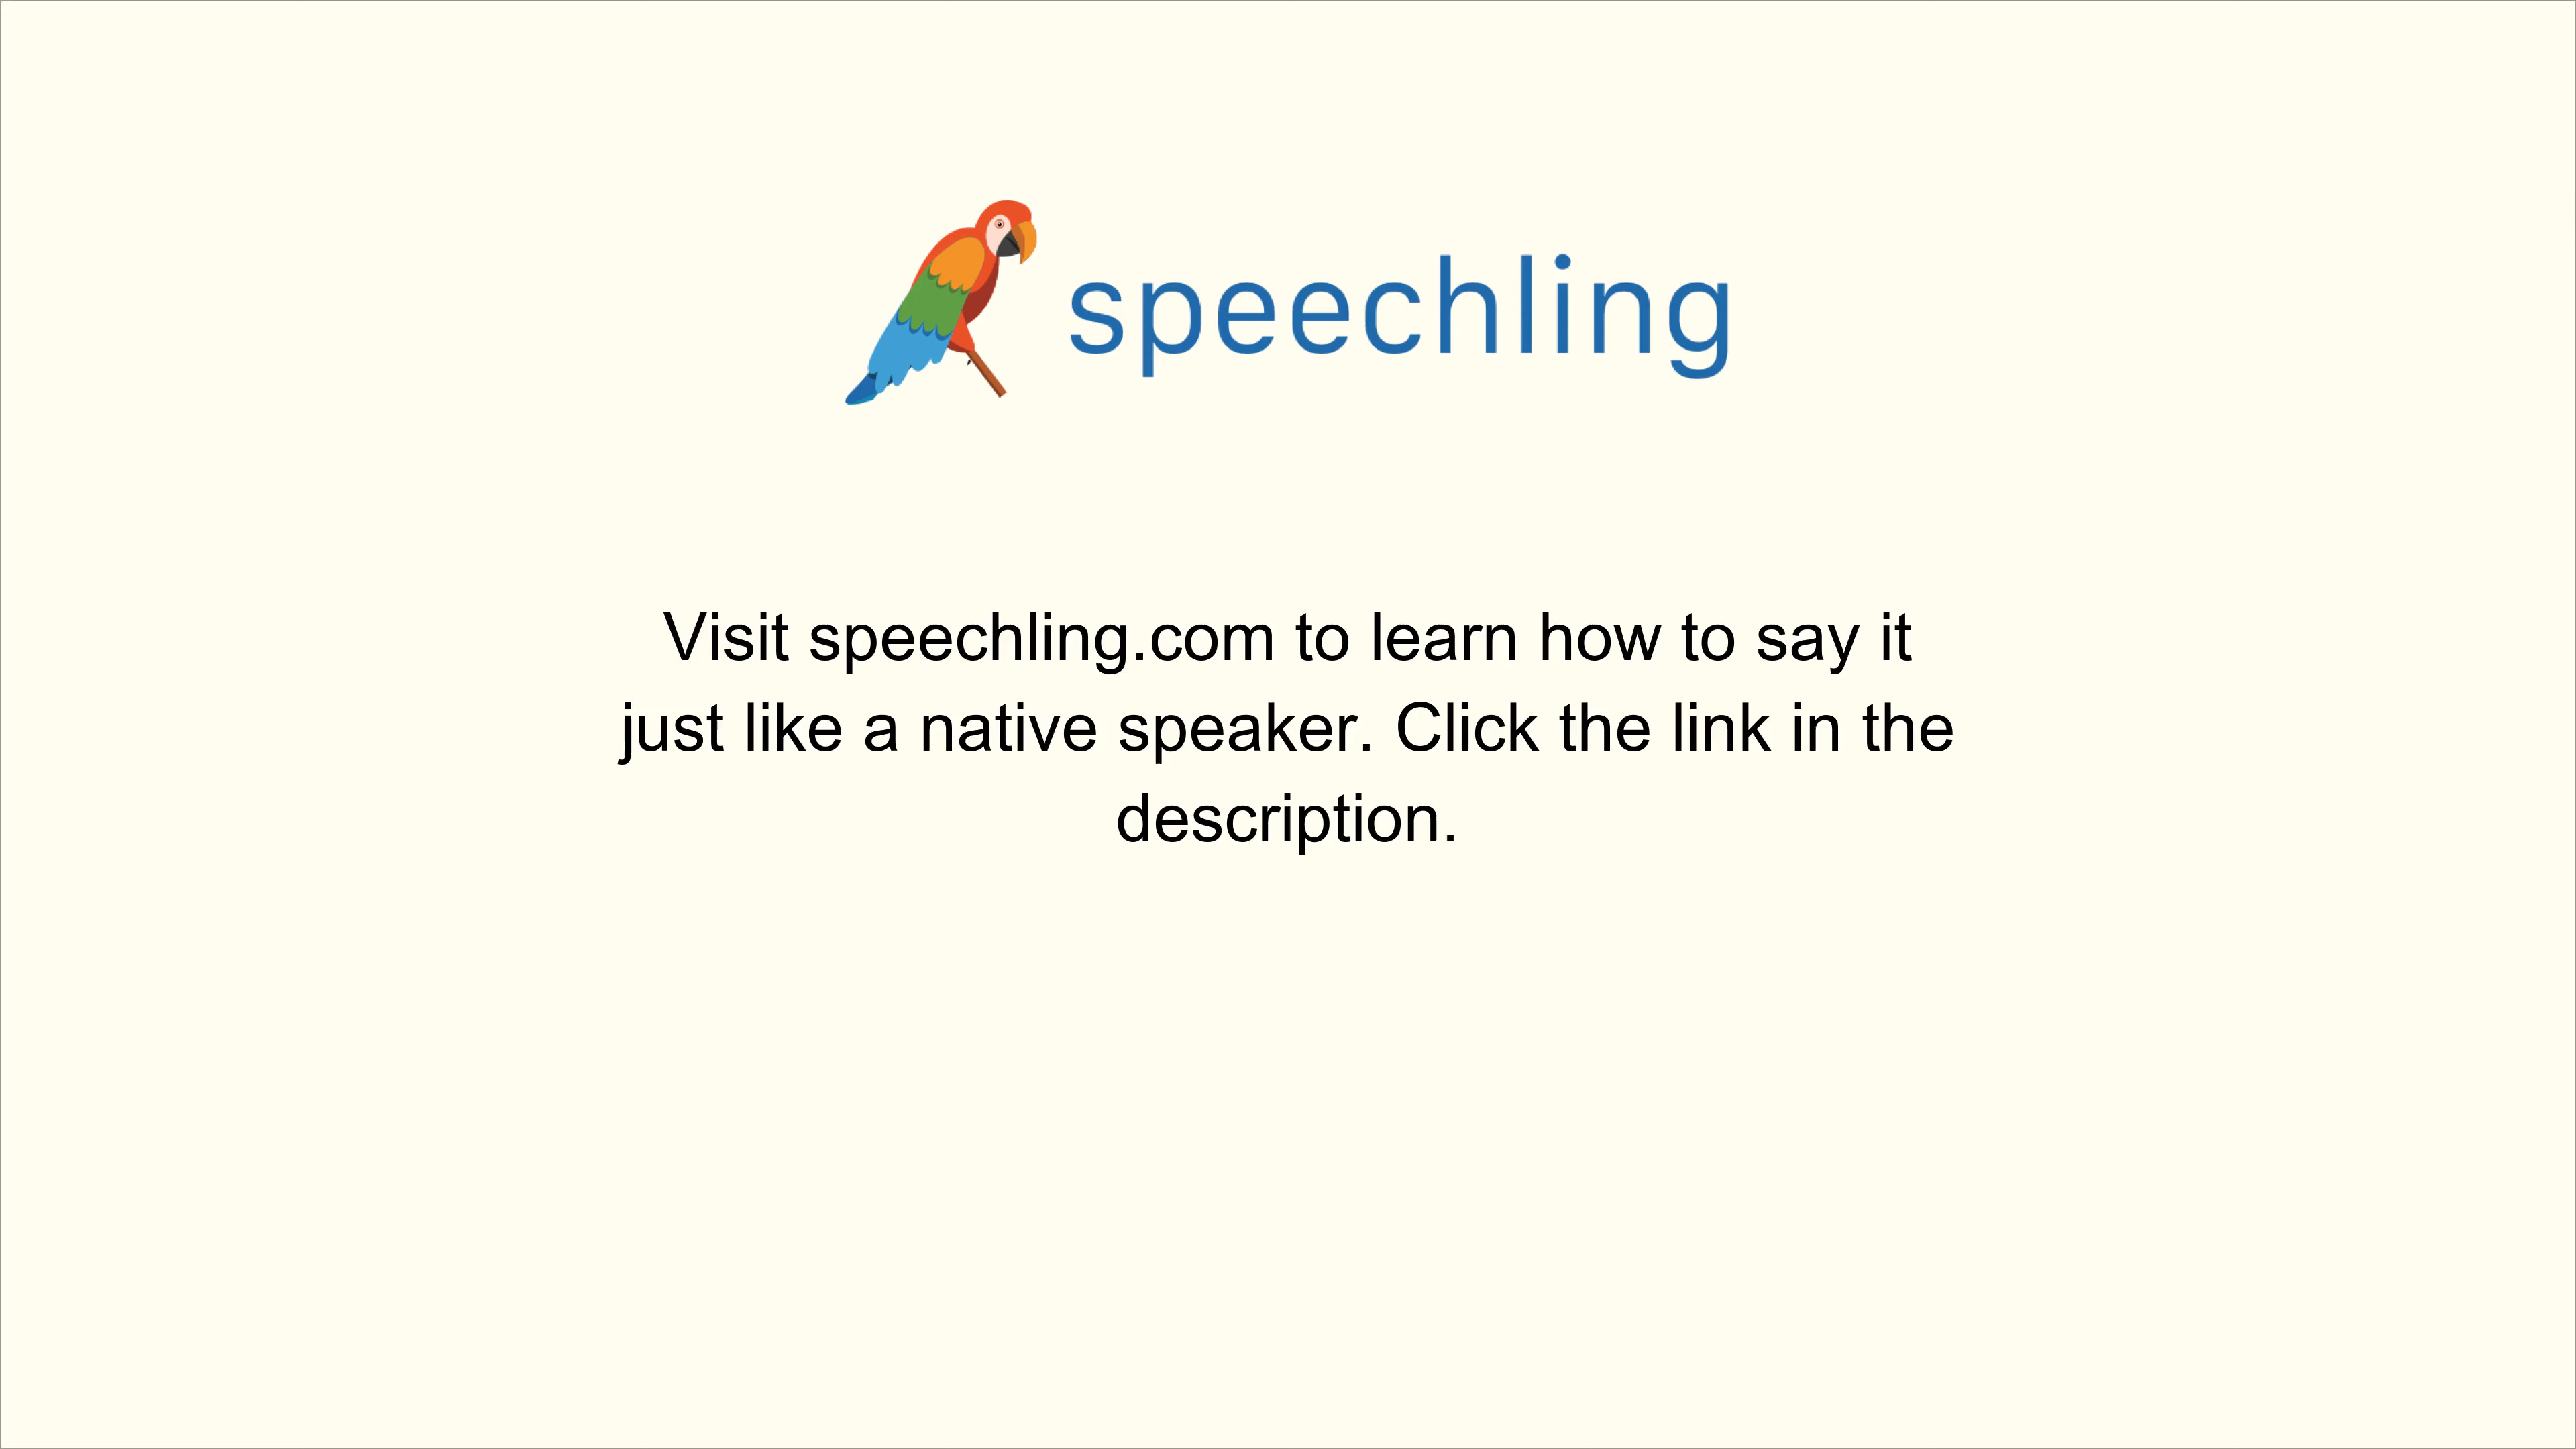 speechling
Visit speechling.com to learn how to say it
just like a native speaker. Click the link in the
description.